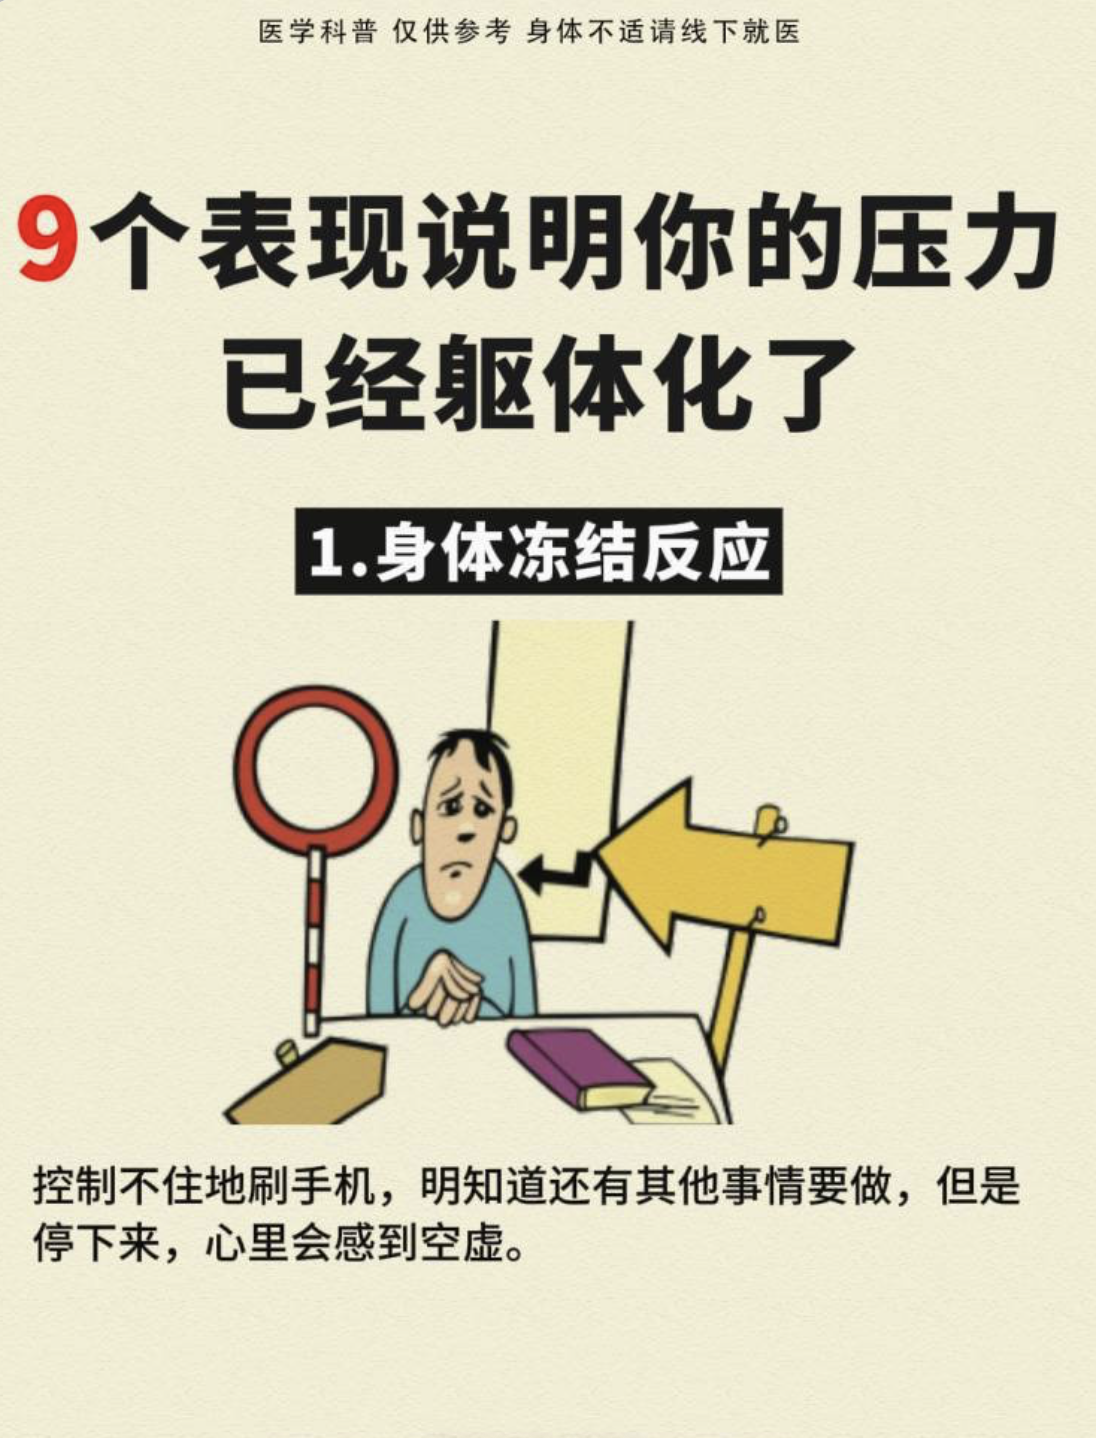 医学科普 仅供参考 身体不适请线下就医
9个表现说明你的压力
已经躯体化了
1.身体冻结反应
控制不住地刷手机，明知道还有其他事情要做，但是
停下来，心里会感到空虚。